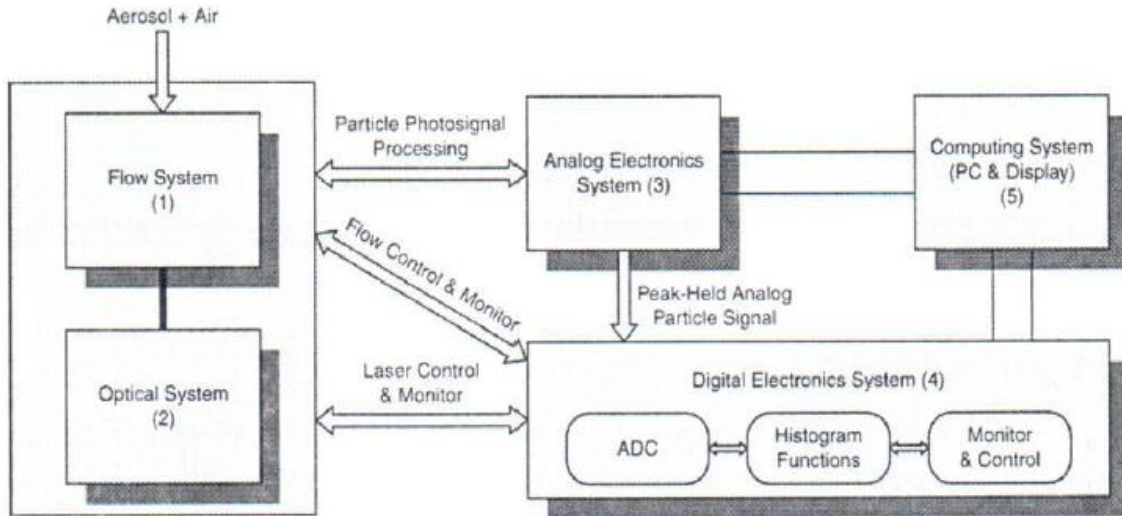 Aerosol + Air
Flow System
(1)
Optical System
(2)
Particle Photosignal
Processing
Flow Control & Monitor
Laser Control
& Monitor
Analog Electronics
System (3)
Peak-Held Analog
Particle Signal
Computing System
(PC & Display)
(5)
Digital Electronics System (4)
ADC
Histogram
Functions
Monitor
& Control